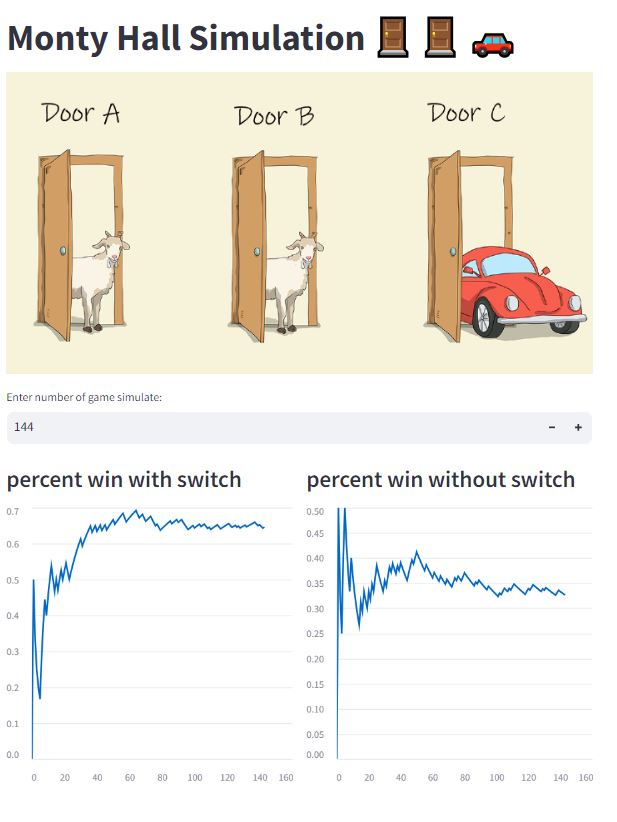 Monty Hall Simulation
Door A Door B Door C
Enter number of game simulate:
144 − +
percent win with switch percent win without switch
0.7
0.6
0.5
0.4
0.3
0.2
0.1
0.0
0 20 40 60 80 100 120 140 160
0.50
0.45
0.40
0.35
0.30
0.25
0.20
0.15
0.10
0.05
0.00
0 20 40 60 80 100 120 140 160